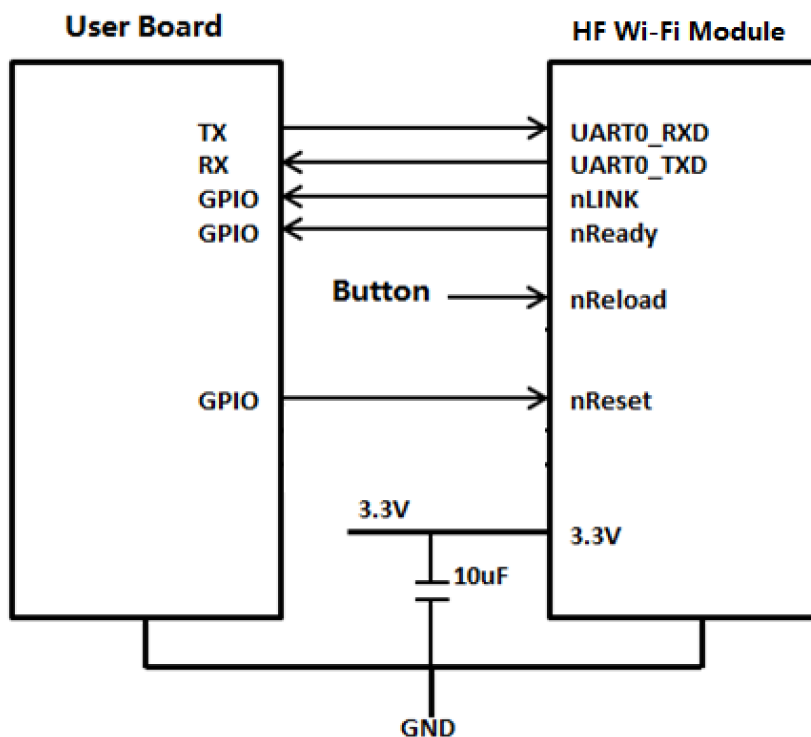 User Board
HF Wi-Fi Module
TX
UART0_RXD
RX
UART0_TXD
GPIO
nLINK
GPIO
nReady
Button
nReload
GPIO
nReset
3.3V
3.3V
10uF
GND